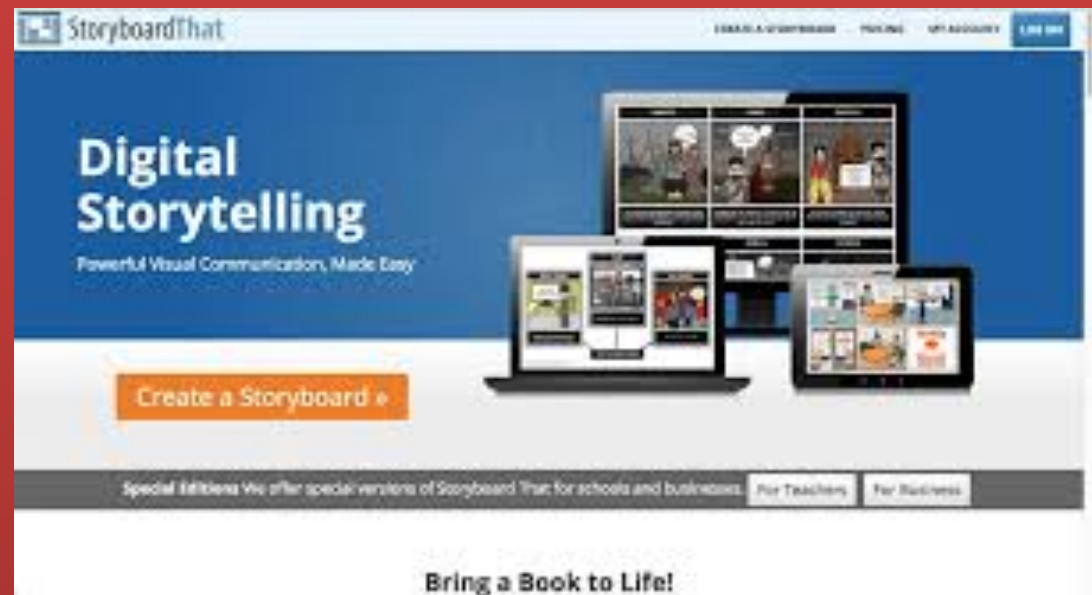 StoryboardThat
CREATE A STORYBOARD PRICING MY ACCOUNT LOG ON
Digital
Storytelling
Powerful Visual Communication, Made Easy
Create a Storyboard »
Special Editions We offer special versions of Storyboard That for schools and businesses. For Teachers For Business
Bring a Book to Life!